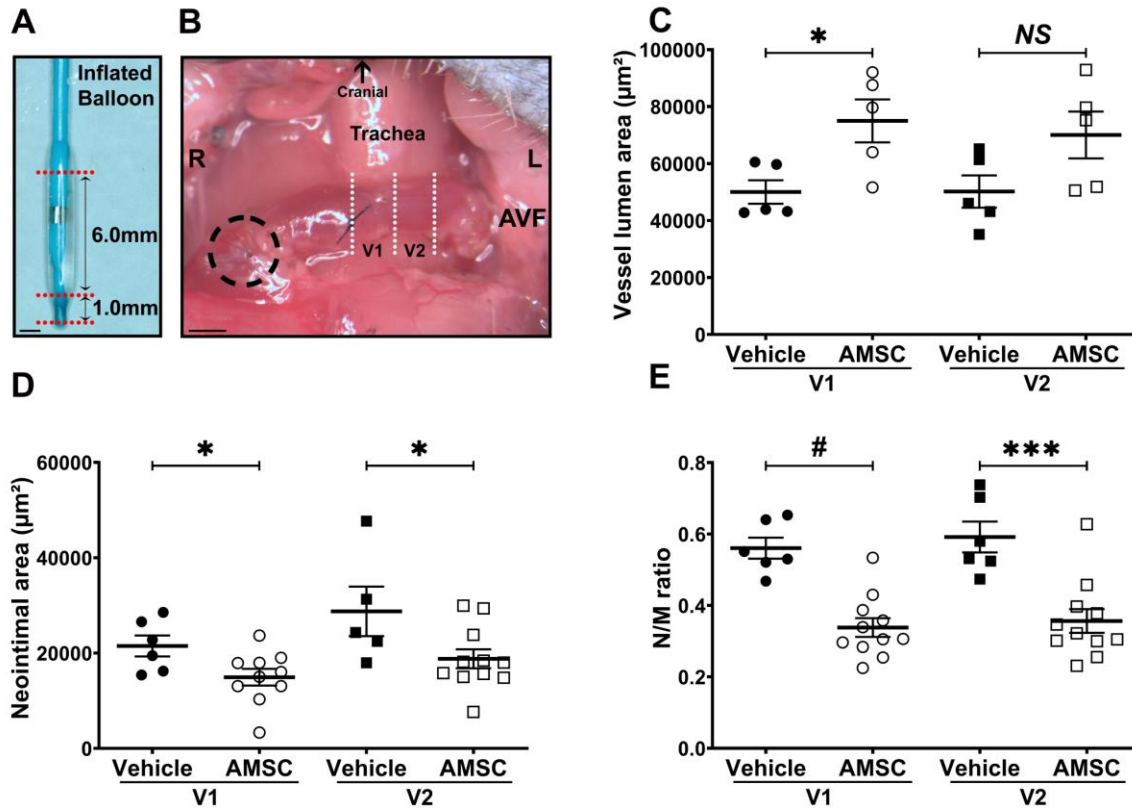 A
Inflated
Balloon
6.0mm
1.0mm
B
Cranial
Trachea
R
L
AVF
V1
V2
C
Vessel lumen area (µm²)
100000
80000
60000
40000
20000
0
*
NS
Vehicle
AMSC
Vehicle
AMSC
V1
V2
D
Neointimal area (µm²)
60000
40000
20000
0
*
*
Vehicle
AMSC
Vehicle
AMSC
V1
V2
E
N/M ratio
0.8
0.6
0.4
0.2
0.0
#
***
Vehicle
AMSC
Vehicle
AMSC
V1
V2